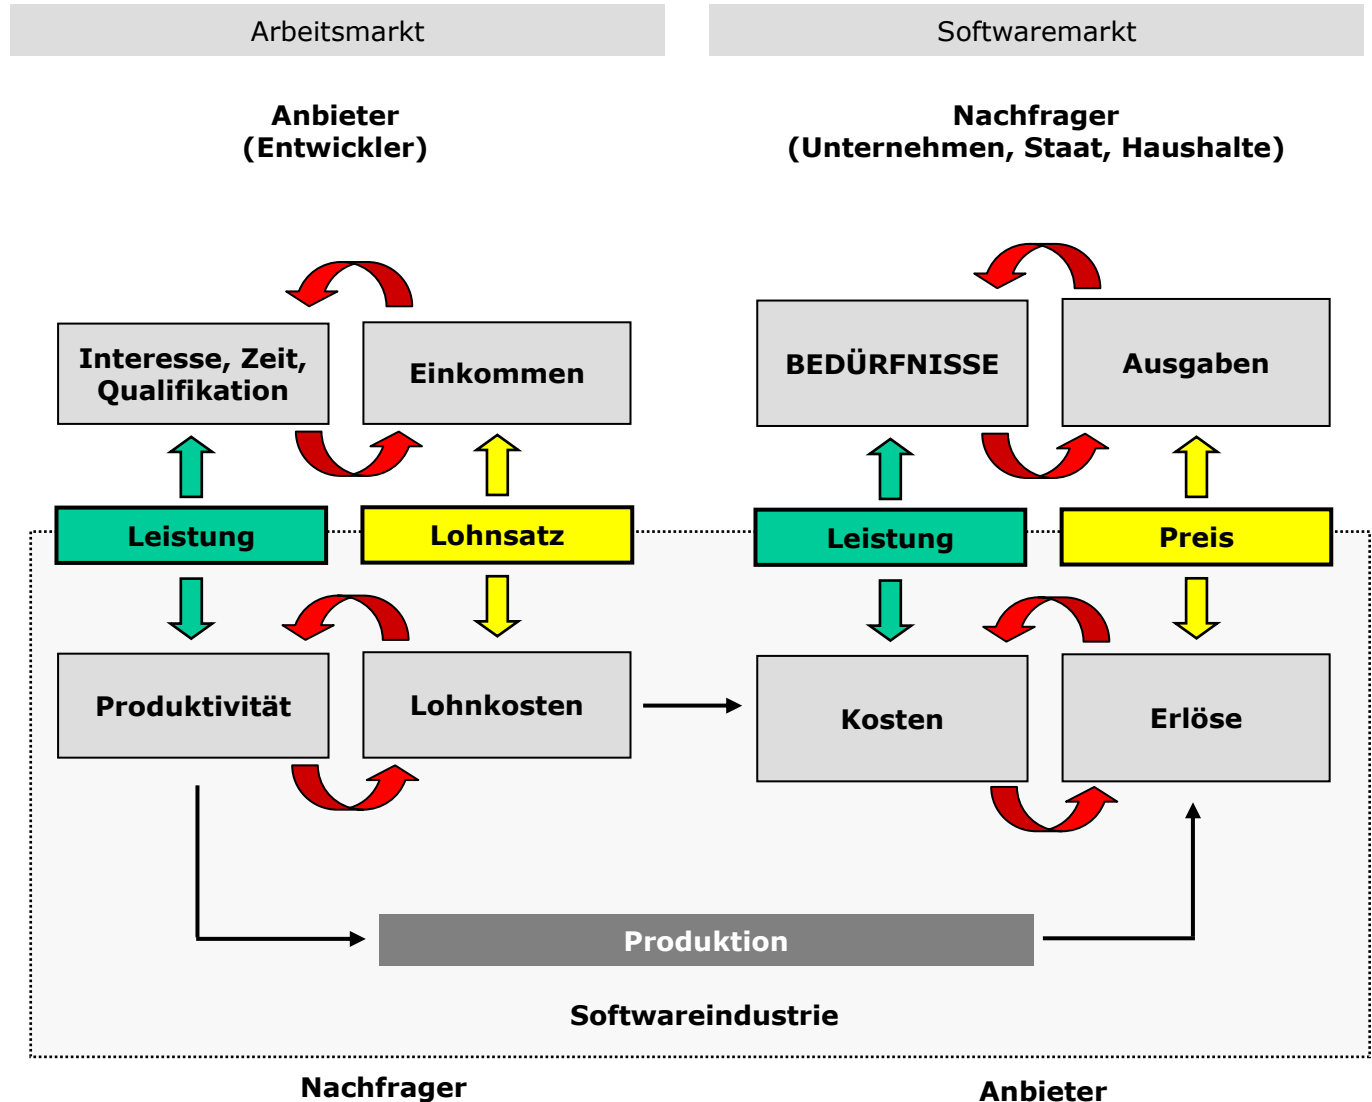 Arbeitsmarkt
Softwaremarkt
Anbieter
(Entwickler)
Nachfrager
(Unternehmen, Staat, Haushalte)
Interesse, Zeit,
Qualifikation
Einkommen
BEDÜRFNISSE
Ausgaben
Leistung
Lohnsatz
Leistung
Preis
Produktivität
Lohnkosten
Kosten
Erlöse
Produktion
Softwareindustrie
Nachfrager
Anbieter